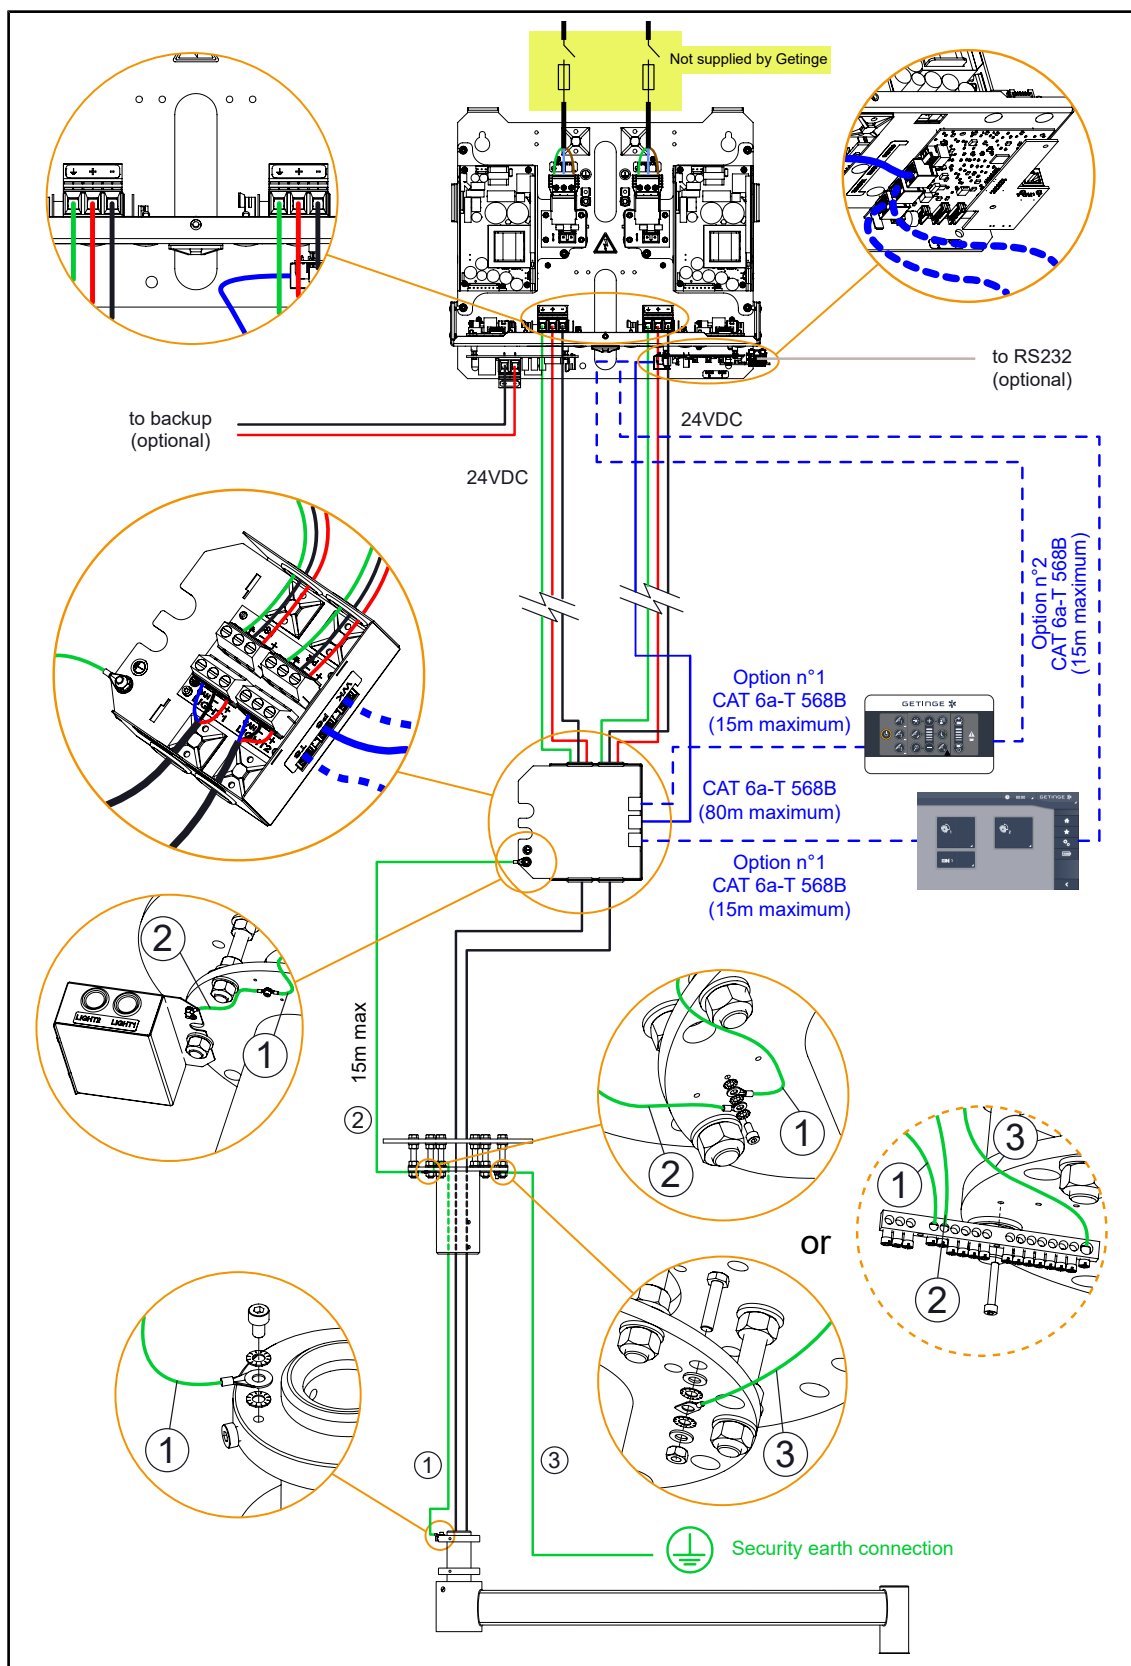 Not supplied by Getinge
to RS232
(optional)
to backup
(optional)
24VDC
24VDC
Option n°2
CAT 6a-T 568B
(15m maximum)
Option n°1
CAT 6a-T 568B
(15m maximum)
GETINGE
CAT 6a-T 568B
(80m maximum)
GETINGE
Option n°1
CAT 6a-T 568B
(15m maximum)
2
LIGHT2 LIGHT1
1
15m max
2
1
2
3
1
2
or
1
3
1
3
Security earth connection